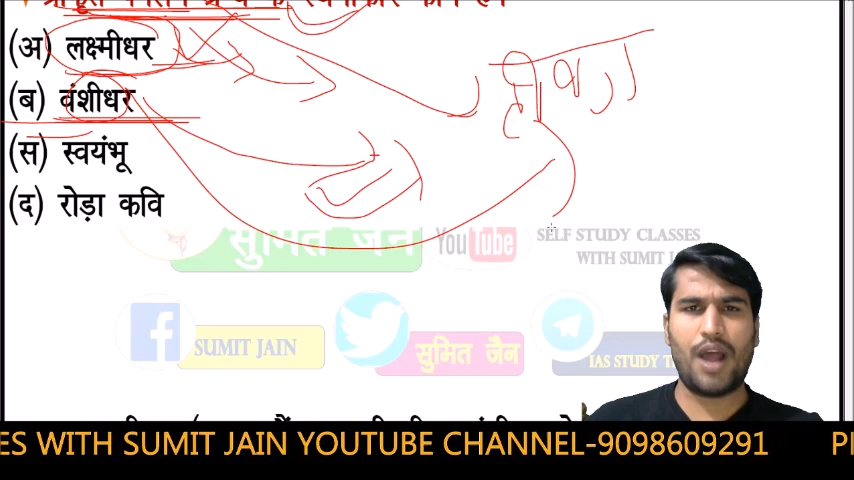 (अ) लक्ष्मीधर
(ब) वंशीधर
(स) स्वयंभू
(द) रोड़ा कवि
सुमित जैन
YouTube
SELF STUDY CLASSES
WITH SUMIT J
SUMIT JAIN
सुमित जैन
IAS STUDY
ES WITH SUMIT JAIN YOUTUBE CHANNEL-9098609291